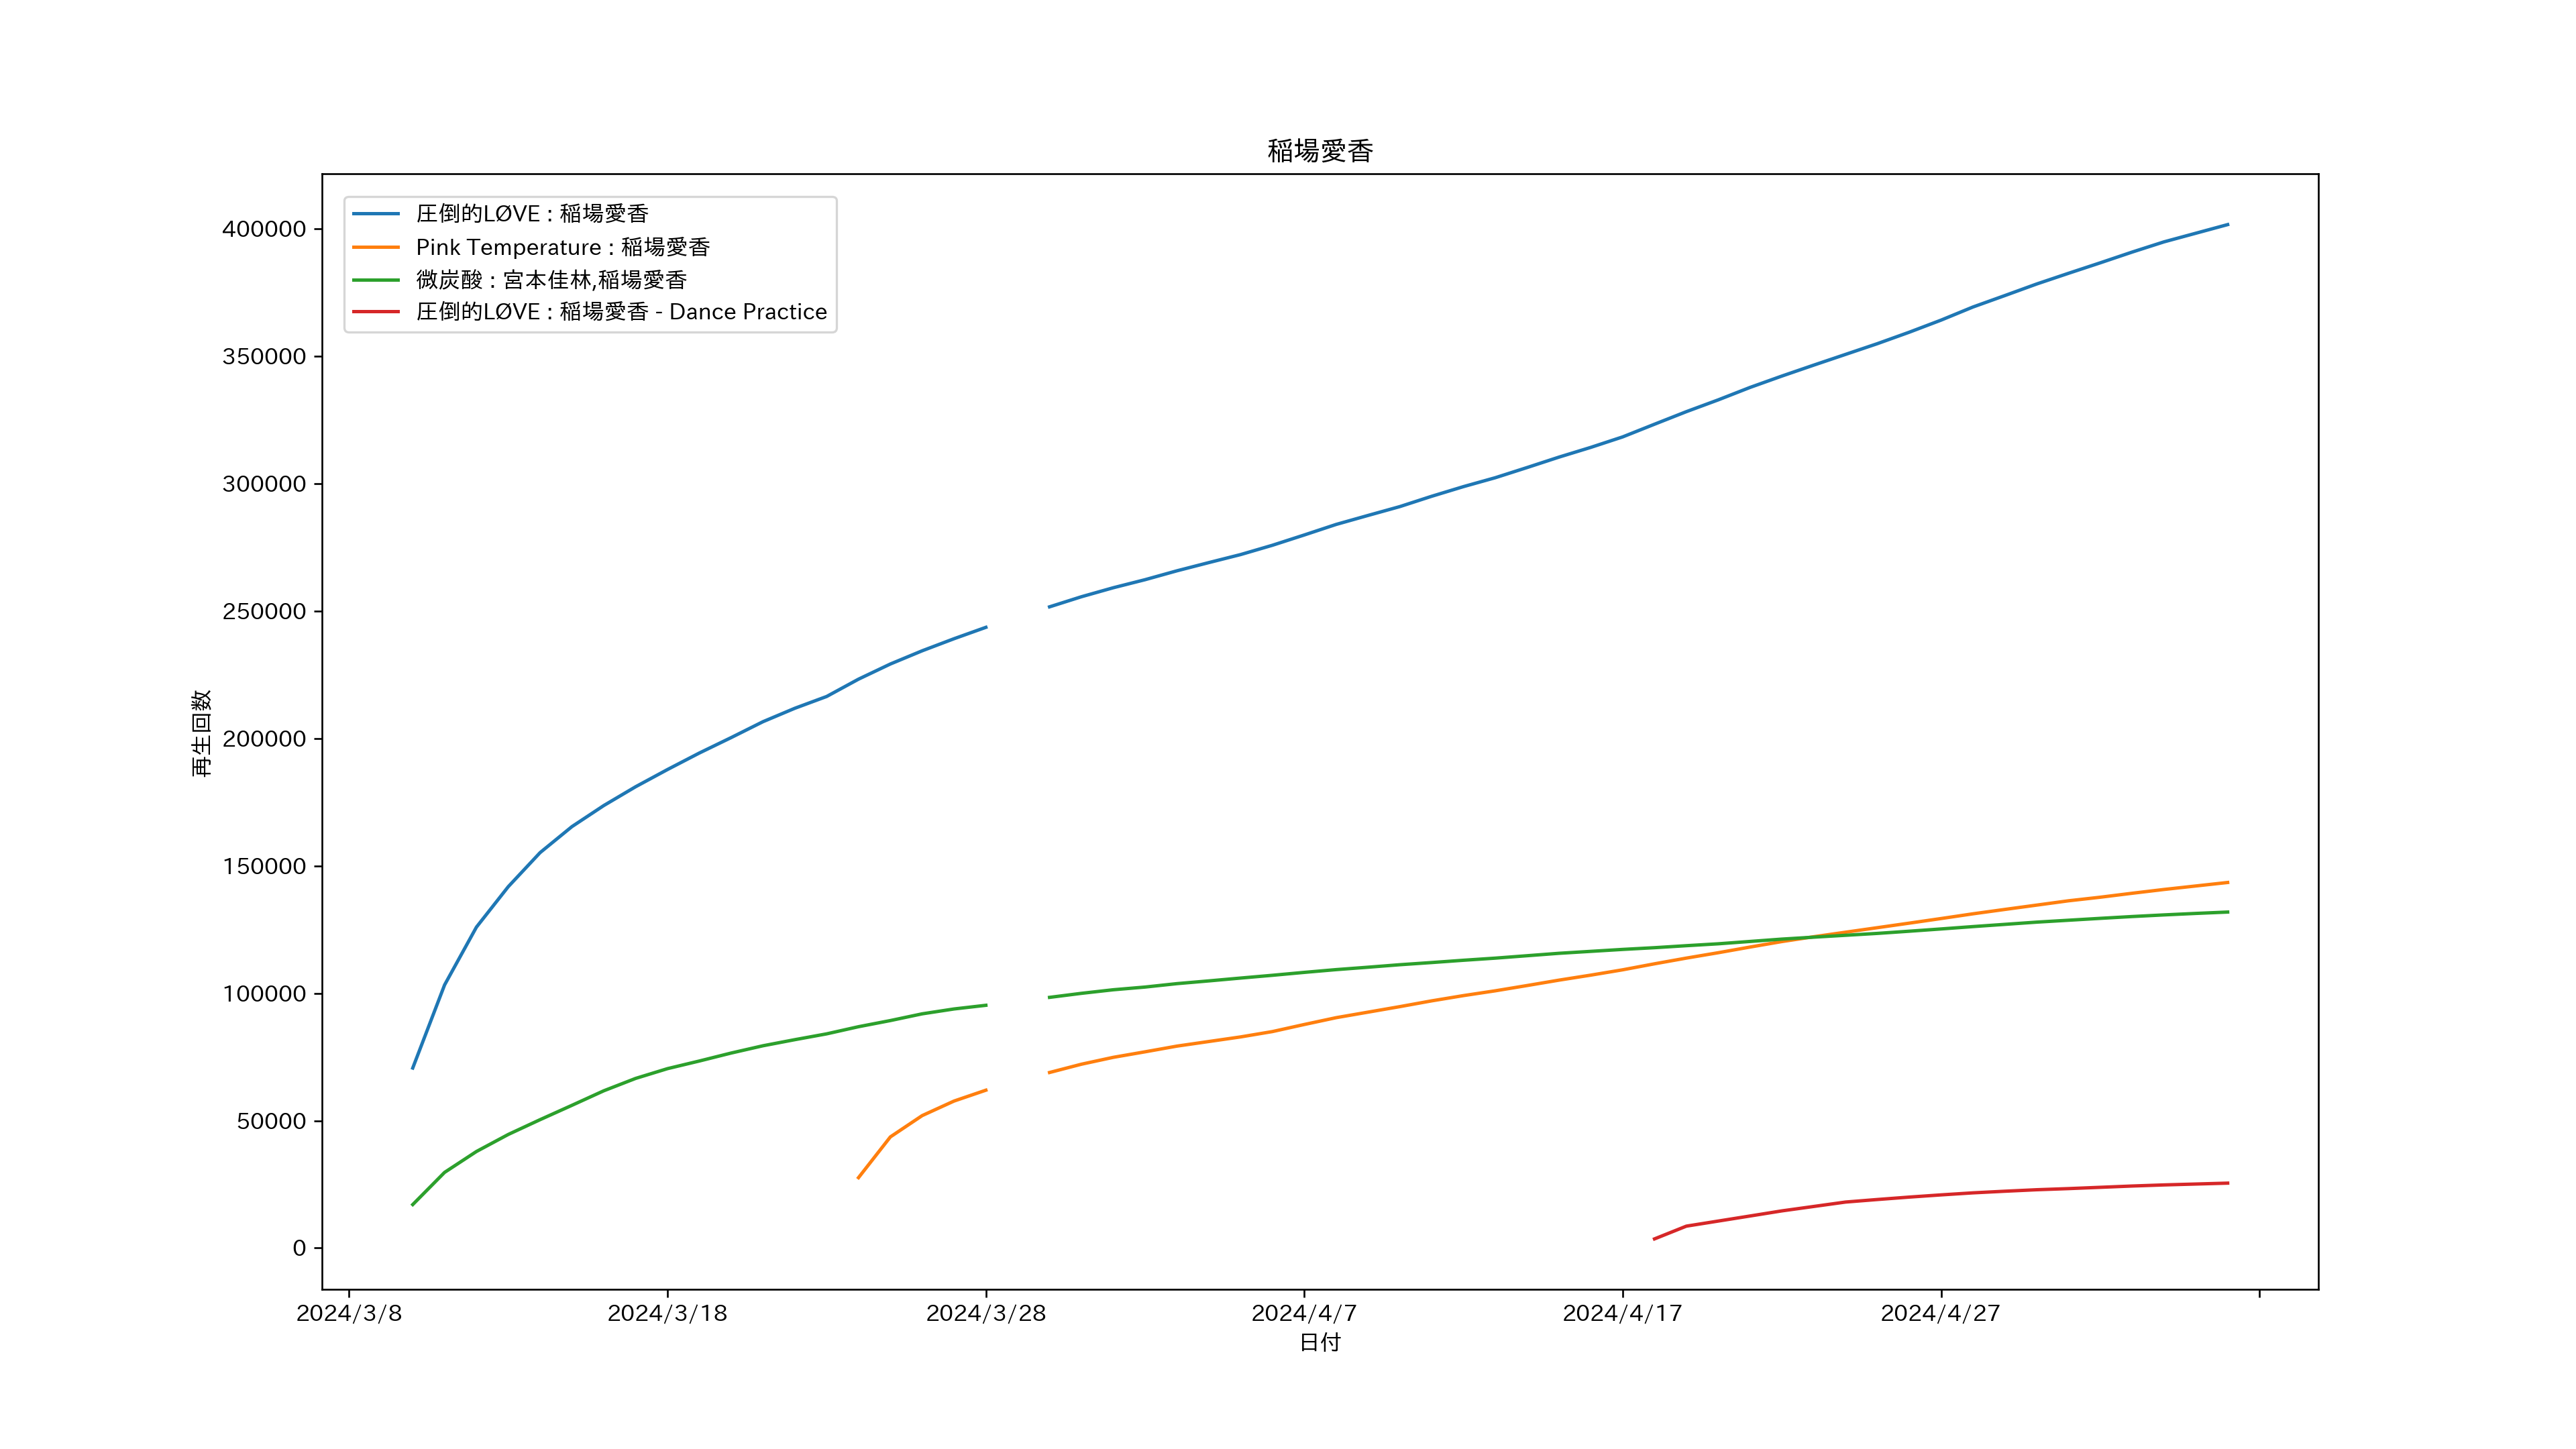 稲場愛香
圧倒的LØVE : 稲場愛香
Pink Temperature : 稲場愛香
微炭酸 : 宮本佳林,稲場愛香
圧倒的LØVE : 稲場愛香 - Dance Practice
400000
350000
300000
250000
200000
150000
100000
50000
0
再生回数
2024/3/8 2024/3/18 2024/3/28 2024/4/7 2024/4/17 2024/4/27
日付